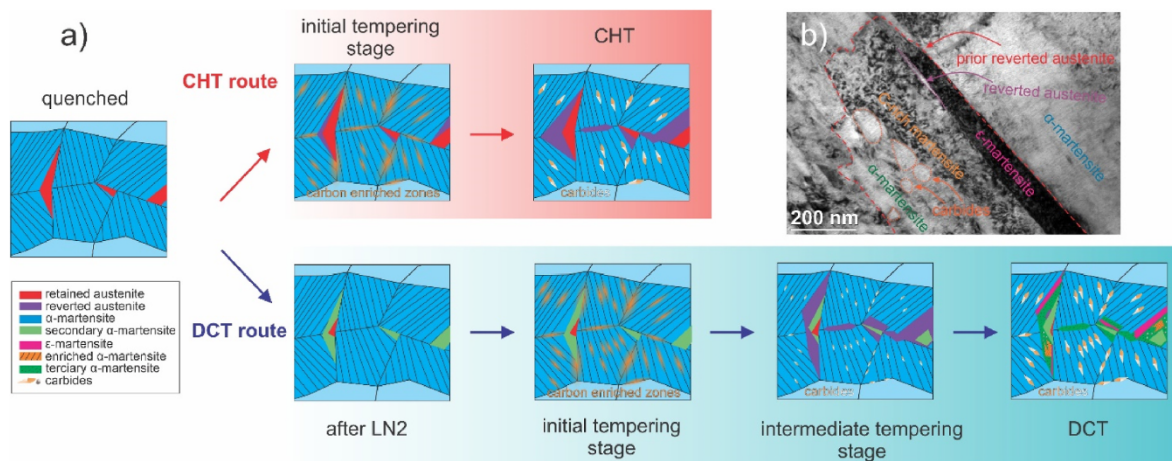 a)
quenched
CHT route
initial tempering
stage
carbon enriched zones
CHT
carbides
b)
prior reverted austenite
reverted austenite
α-martensite
ε-martensite
α-martensite
carbides
200 nm
retained austenite
reverted austenite
α-martensite
secondary α-martensite
ε-martensite
enriched α-martensite
terciary α-martensite
carbides
DCT route
after LN2
carbon enriched zones
initial tempering
stage
carbides
intermediate tempering
stage
carbides
DCT